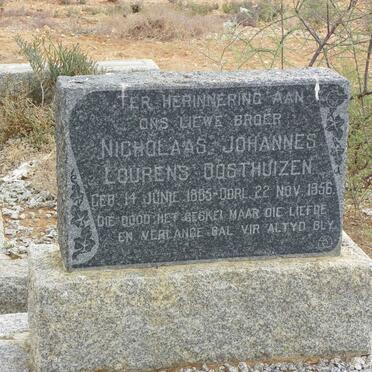 TER HERINNERING AAN
ONS LIEWE BROER
NICHOLAAS JOHANNES
LOURENS OOSTHUIZEN
GEB. 14 JUNIE 1885-OORL. 22 NOV. 1956.
DIE DOOD HET GESKEI MAAR DIE LIEFDE
EN VERLANGE SAL VIR ALTYD BLY.